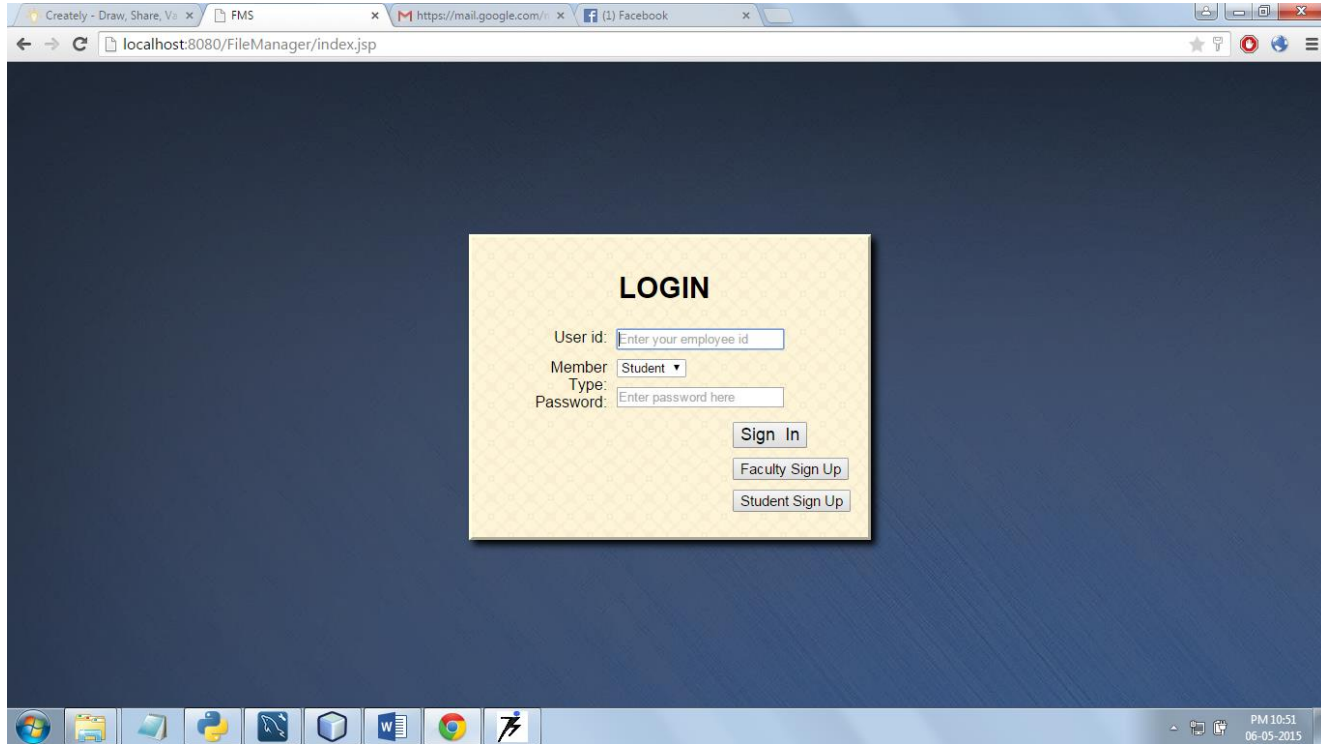 Creately - Draw, Share, Va
FMS
https://mail.google.com/
(1) Facebook
localhost:8080/FileManager/index.jsp
LOGIN
User id: Enter your employee id
Member Type: Student
Password: Enter password here
Sign In
Faculty Sign Up
Student Sign Up
W
PM 10:51
06-05-2015